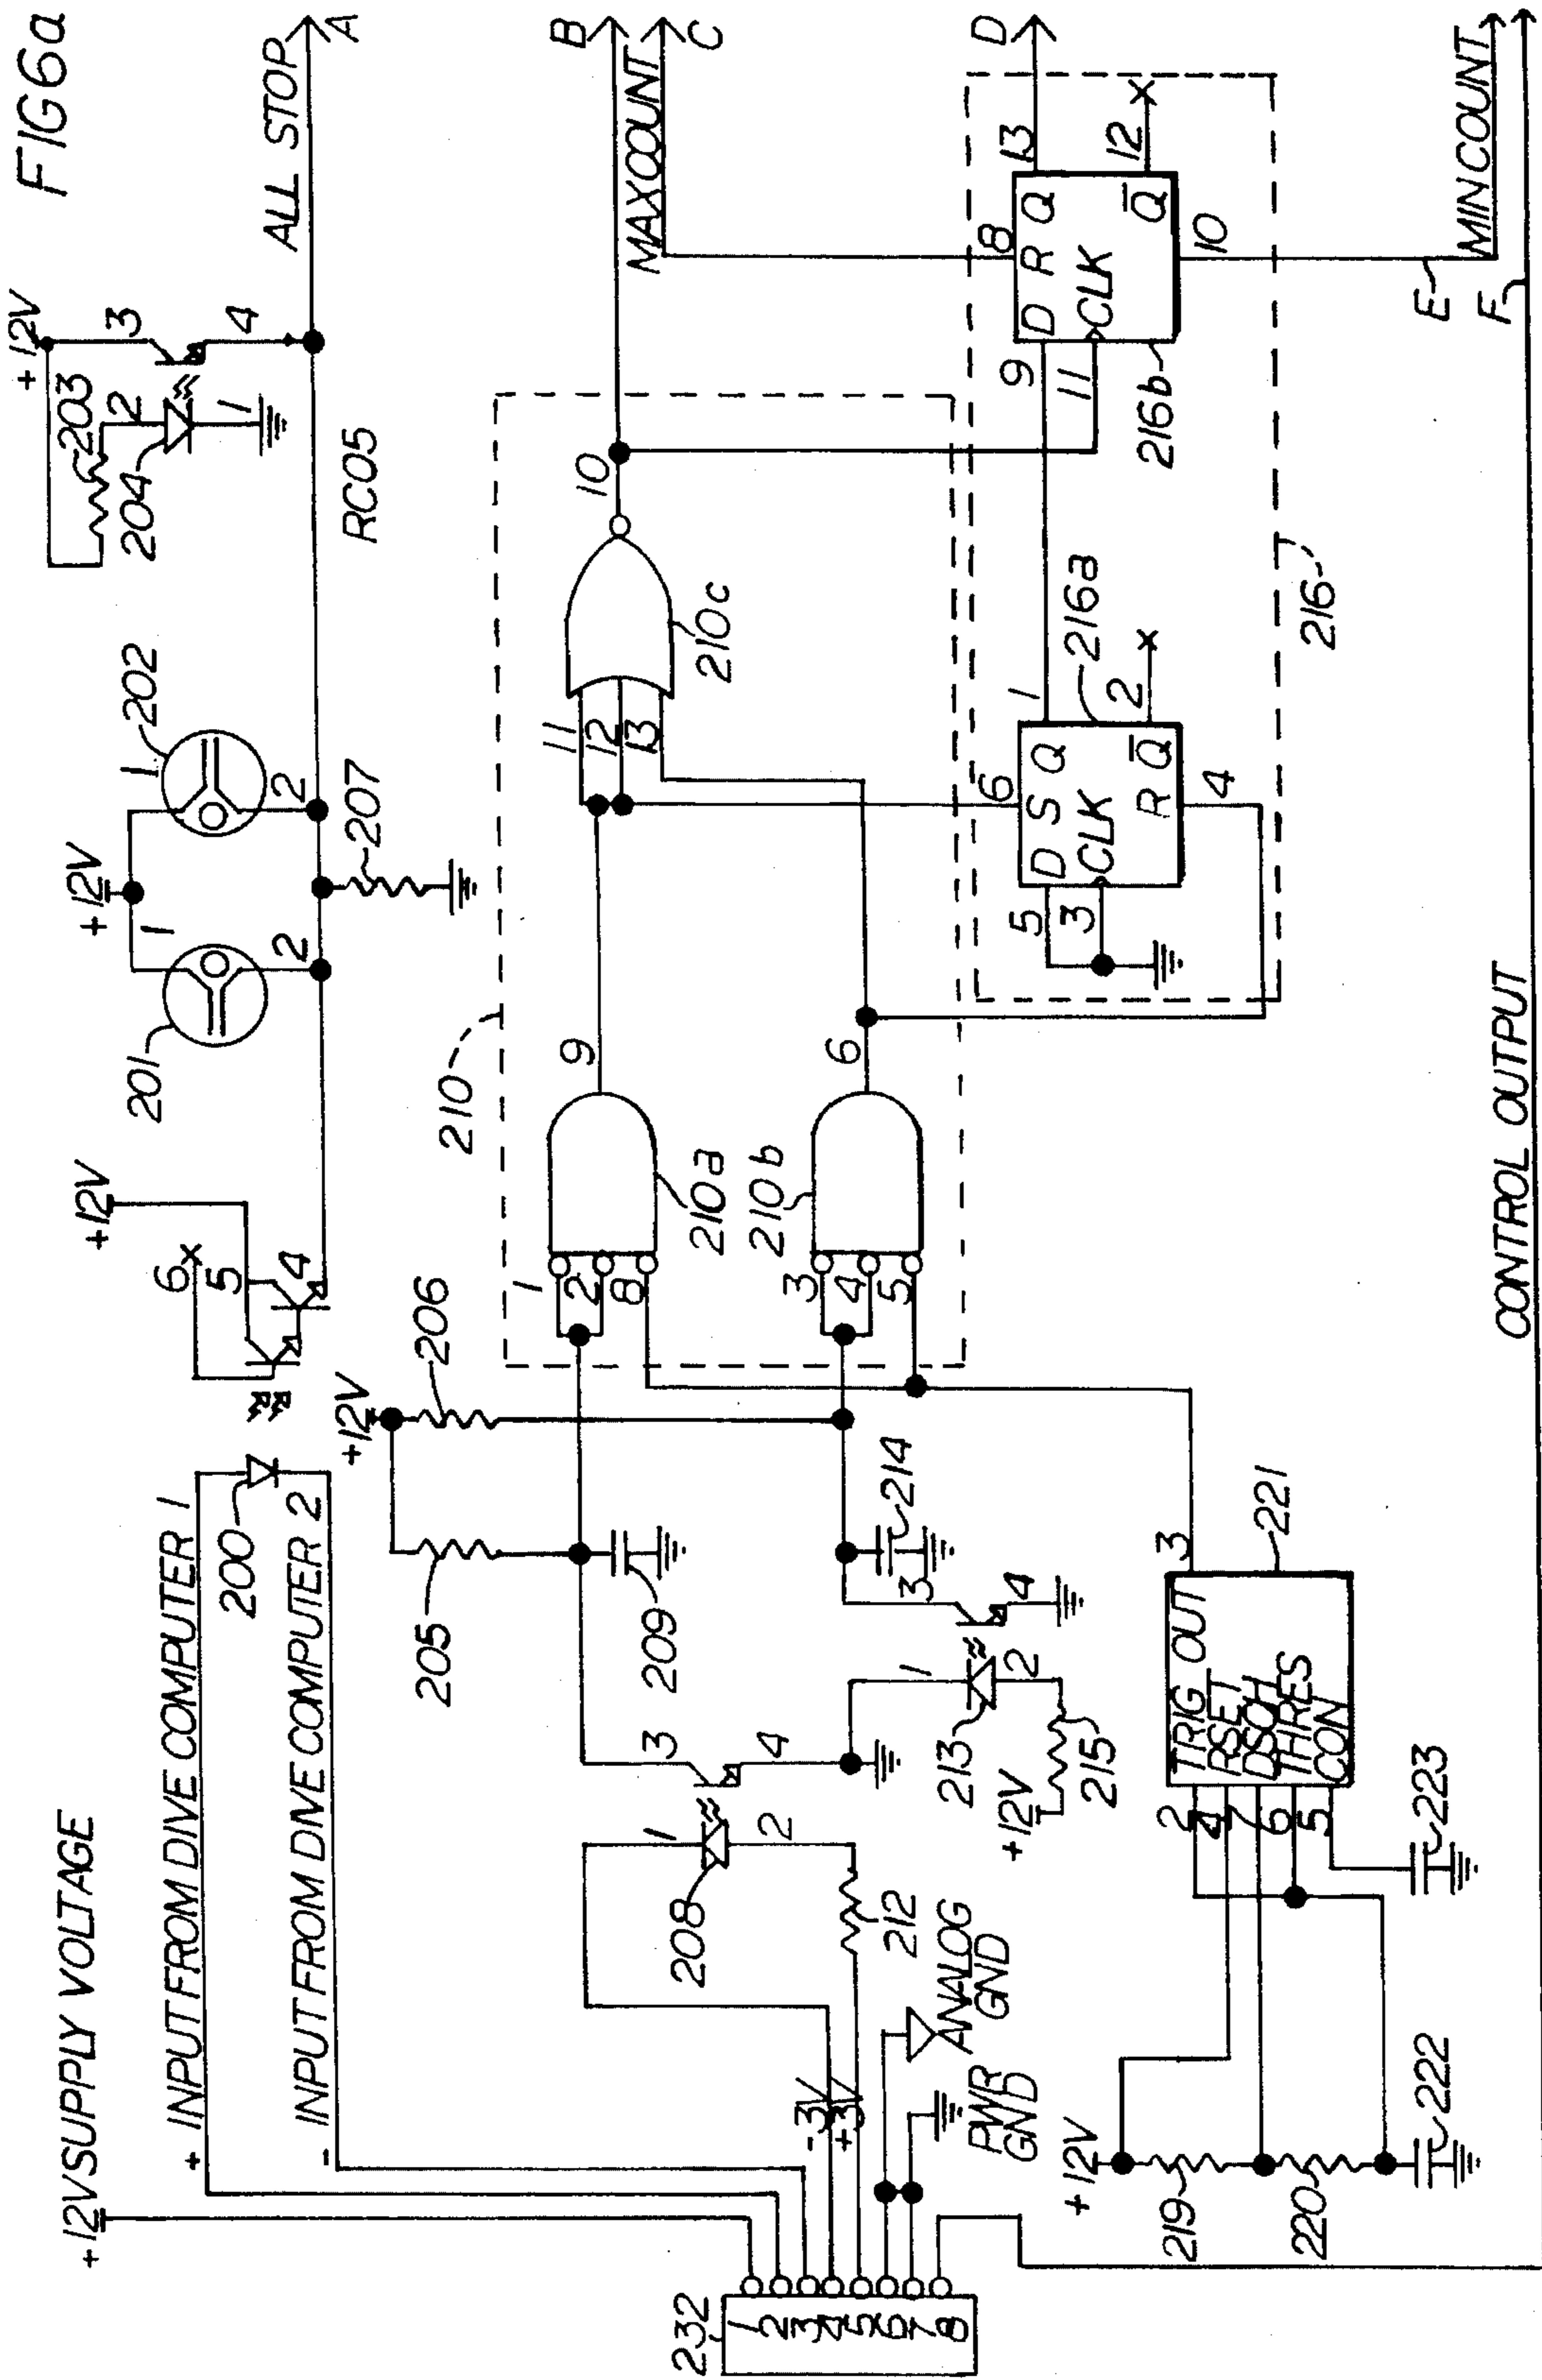 FIG6a
+12V SUPPLY VOLTAGE
+ INPUT FROM DIVE COMPUTER 1
- INPUT FROM DIVE COMPUTER 2
200
6
5
4
+12V
201
1
2
+12V
202
1
2
207
+12V
203
2
204
1
3
4
RC05
ALL STOP
A
+12V
205
206
209
208
1
2
3
4
212
-3V
+3V
213
1
2
3
4
214
+12V
215
ANALOG GND
PWR GND
232
1
2
3
4
5
6
7
8
210
1
2
8
9
210a
3
4
5
6
210b
11
12
13
10
210c
B
MAX COUNT
C
216
5
3
6
4
1
2
D S Q
CLK
R Q̅
216a
9
11
8
10
13
12
D R Q
CLK
Q̅
216b
D
MIN COUNT
E
F
+12V
219
220
222
223
2
4
7
6
5
3
TRIG OUT
RSET
DSCH
THRES
CON
221
CONTROL OUTPUT